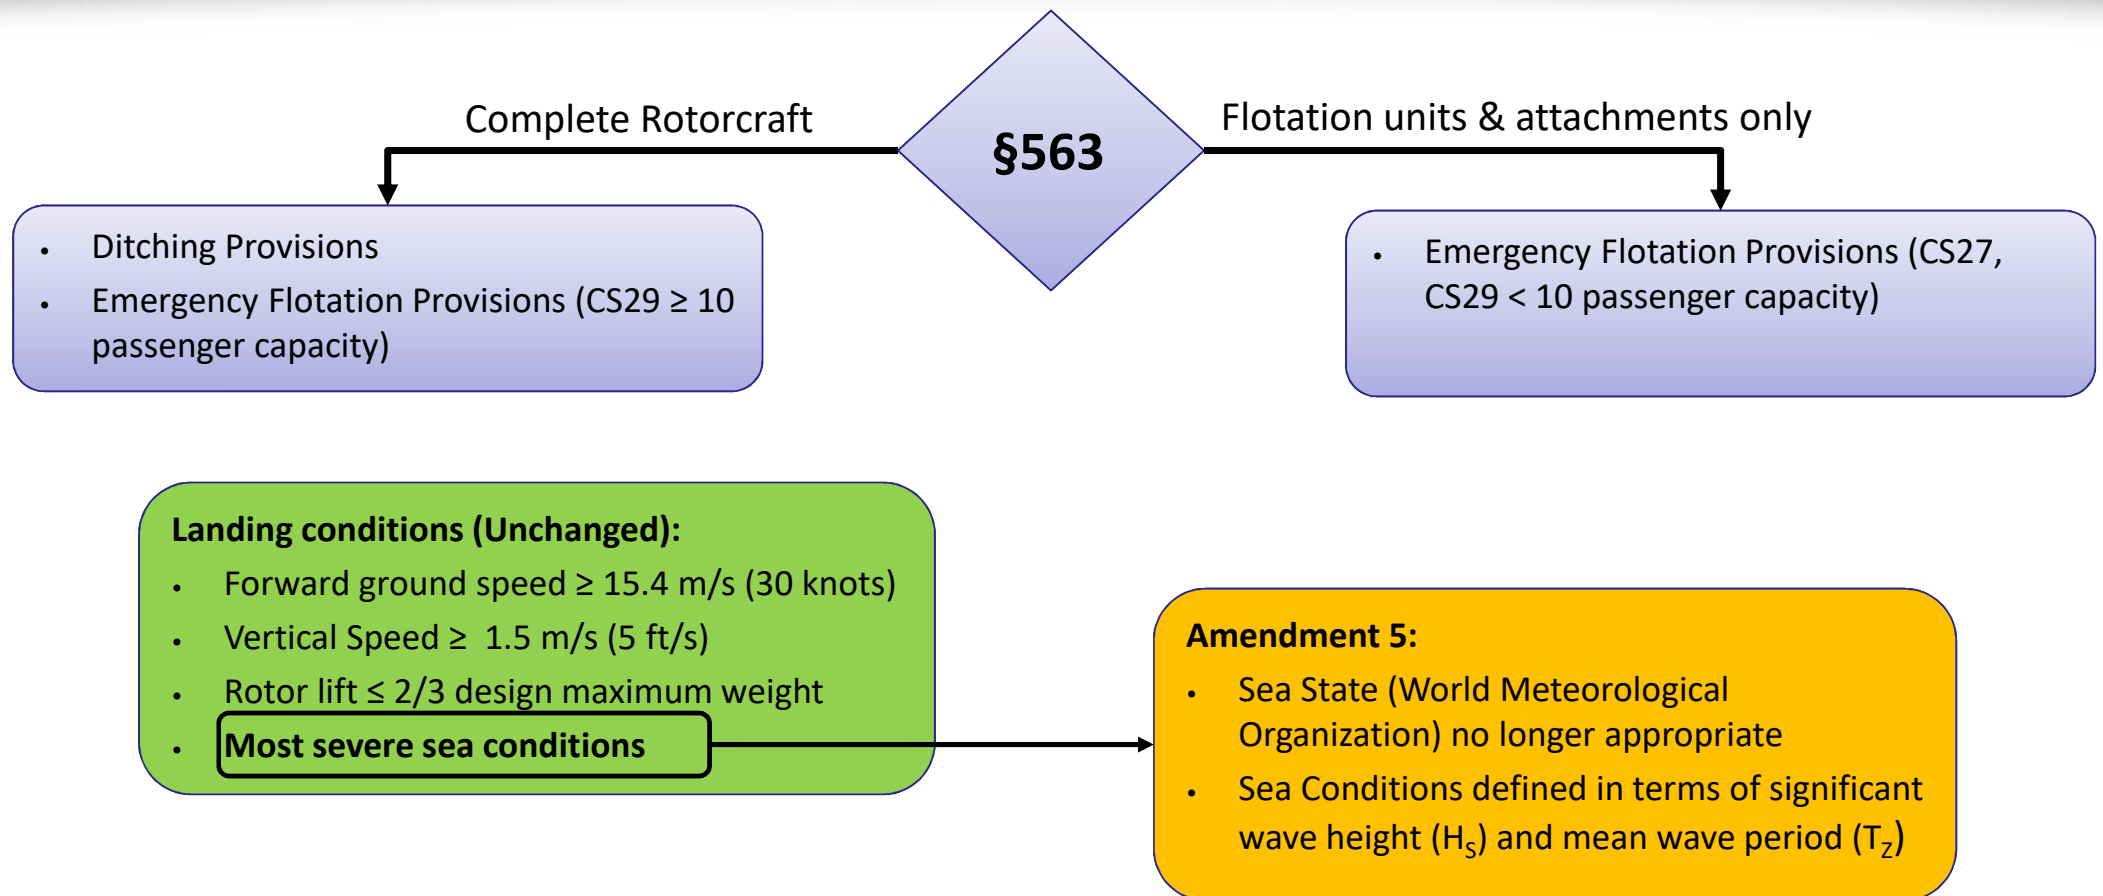 Complete Rotorcraft
§563
Flotation units & attachments only
• Ditching Provisions
• Emergency Flotation Provisions (CS29 ≥ 10
passenger capacity)
• Emergency Flotation Provisions (CS27,
CS29 < 10 passenger capacity)
Landing conditions (Unchanged):
• Forward ground speed ≥ 15.4 m/s (30 knots)
• Vertical Speed ≥ 1.5 m/s (5 ft/s)
• Rotor lift ≤ 2/3 design maximum weight
• Most severe sea conditions
Amendment 5:
• Sea State (World Meteorological
Organization) no longer appropriate
• Sea Conditions defined in terms of significant
wave height (H_S) and mean wave period (T_Z)